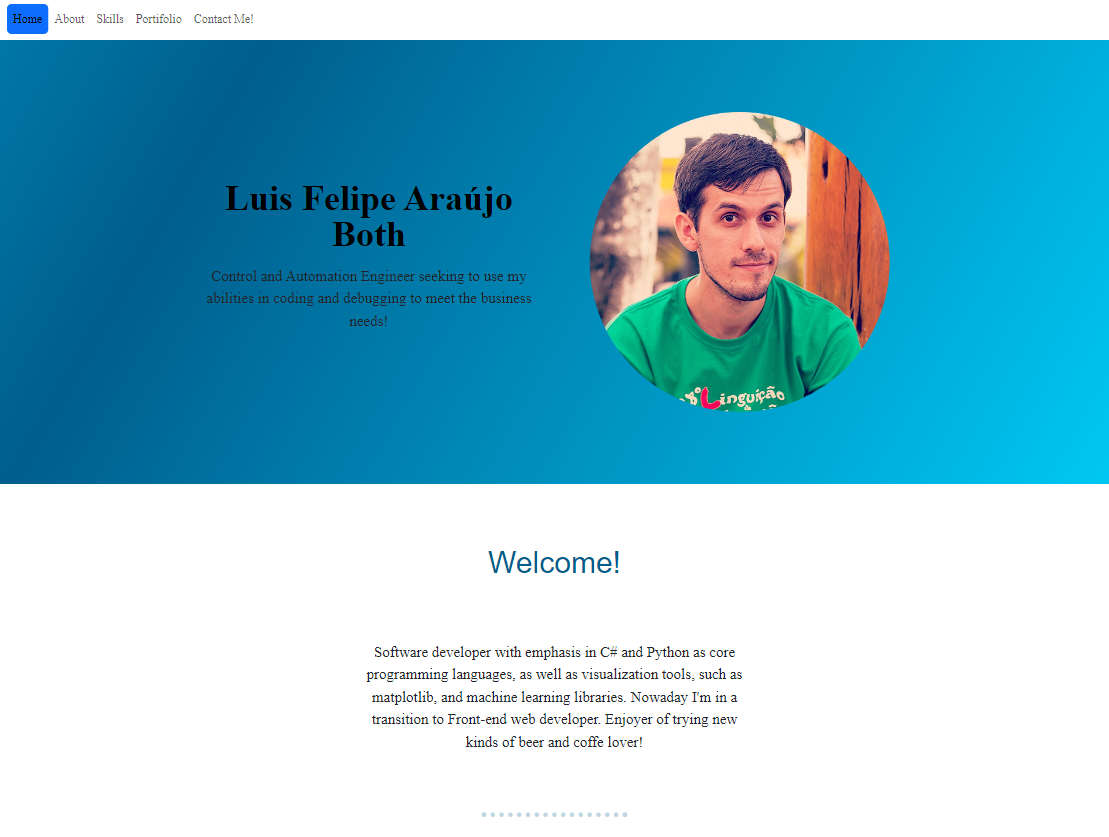 Home About Skills Portifolio Contact Me!
Luis Felipe Araújo
Both
Control and Automation Engineer seeking to use my
abilities in coding and debugging to meet the business
needs!
Linguição
Welcome!
Software developer with emphasis in C# and Python as core
programming languages, as well as visualization tools, such as
matplotlib, and machine learning libraries. Nowaday I'm in a
transition to Front-end web developer. Enjoyer of trying new
kinds of beer and coffe lover!